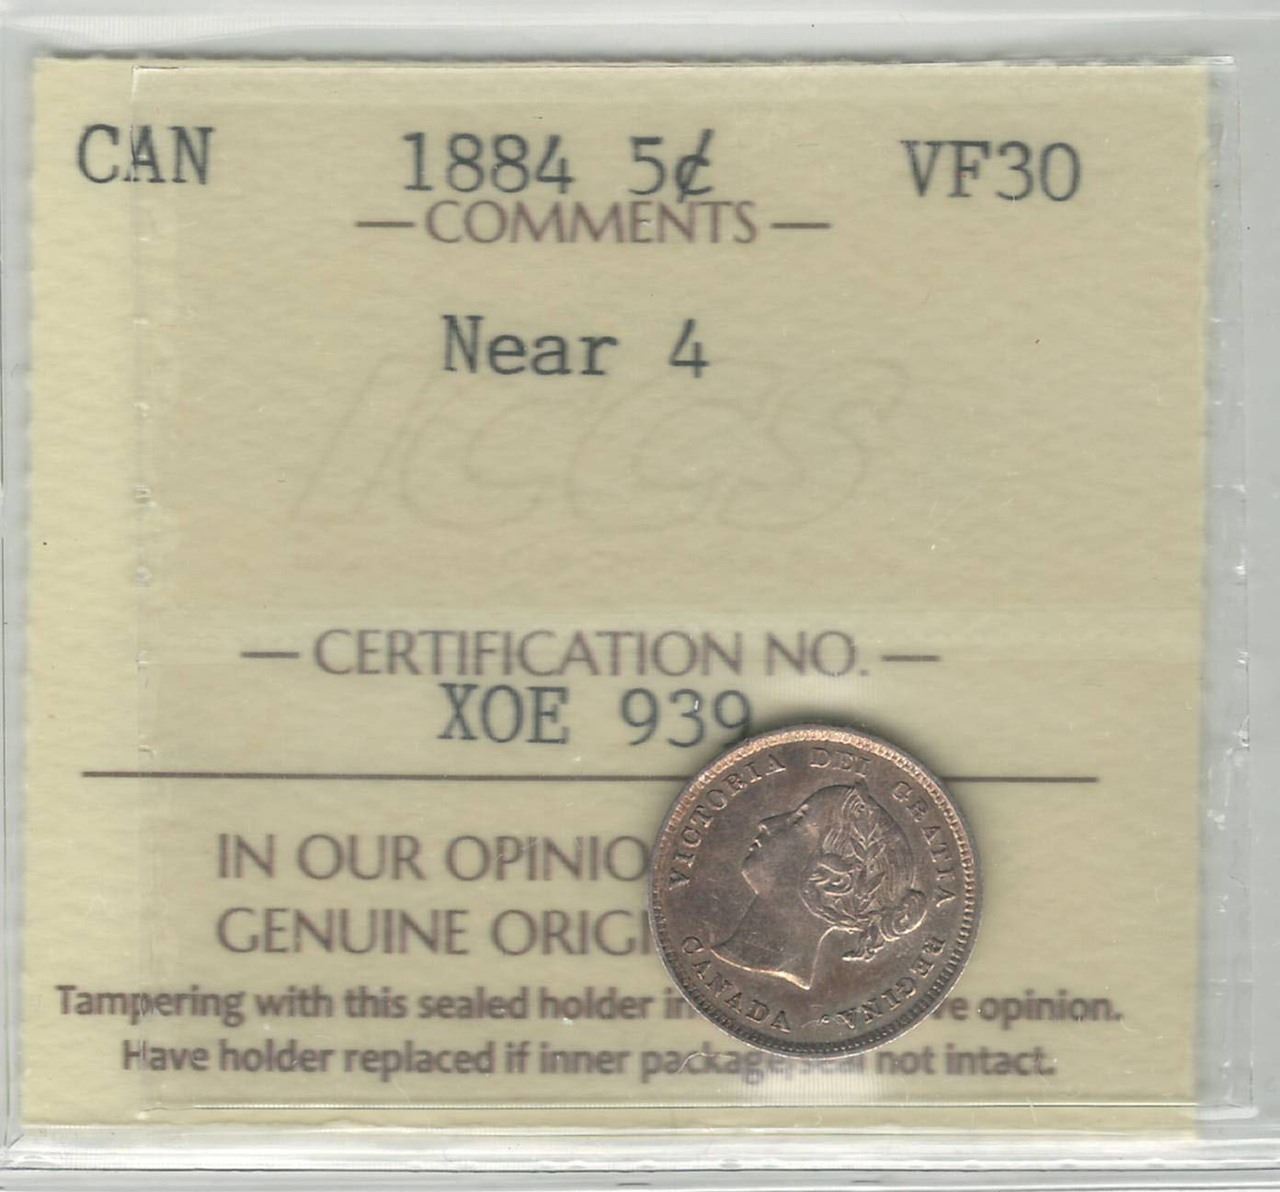 CAN 1884 5¢ VF30
— COMMENTS —
Near 4
ICCS
— CERTIFICATION NO. —
XOE 939
IN OUR OPINIO
GENUINE ORIGI
Tampering with this sealed holder in ve opinion.
Have holder replaced if inner package, seal not intact.
VICTORIA DEI GRATIA REGINA.
CANADA